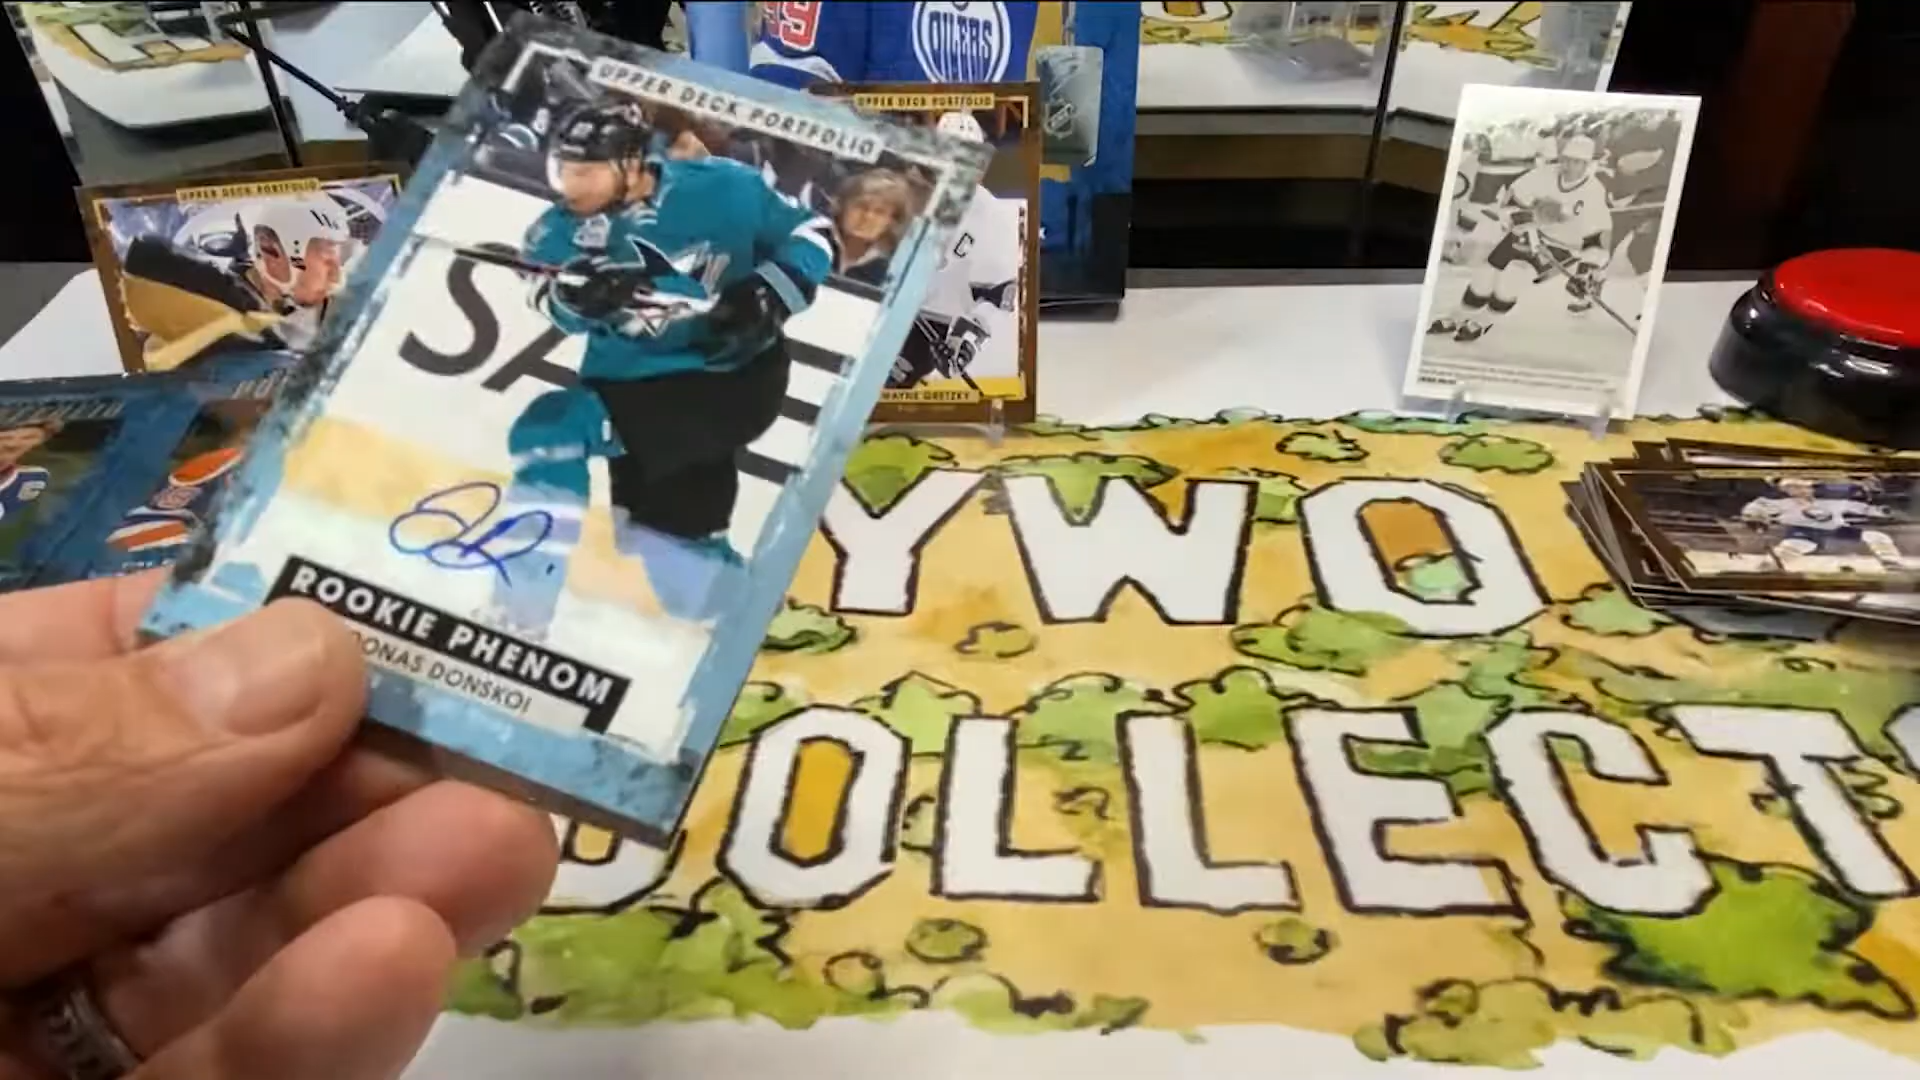 OILERS
UPPER DECK PORTFOLIO
UPPER DECK PORTFOLIO
UPPER DECK PORTFOLIO
C
C
SA E
WAYNE GRETZKY
ROOKIE PHENOM
JONAS DONSKOI
YWO
OLLECT